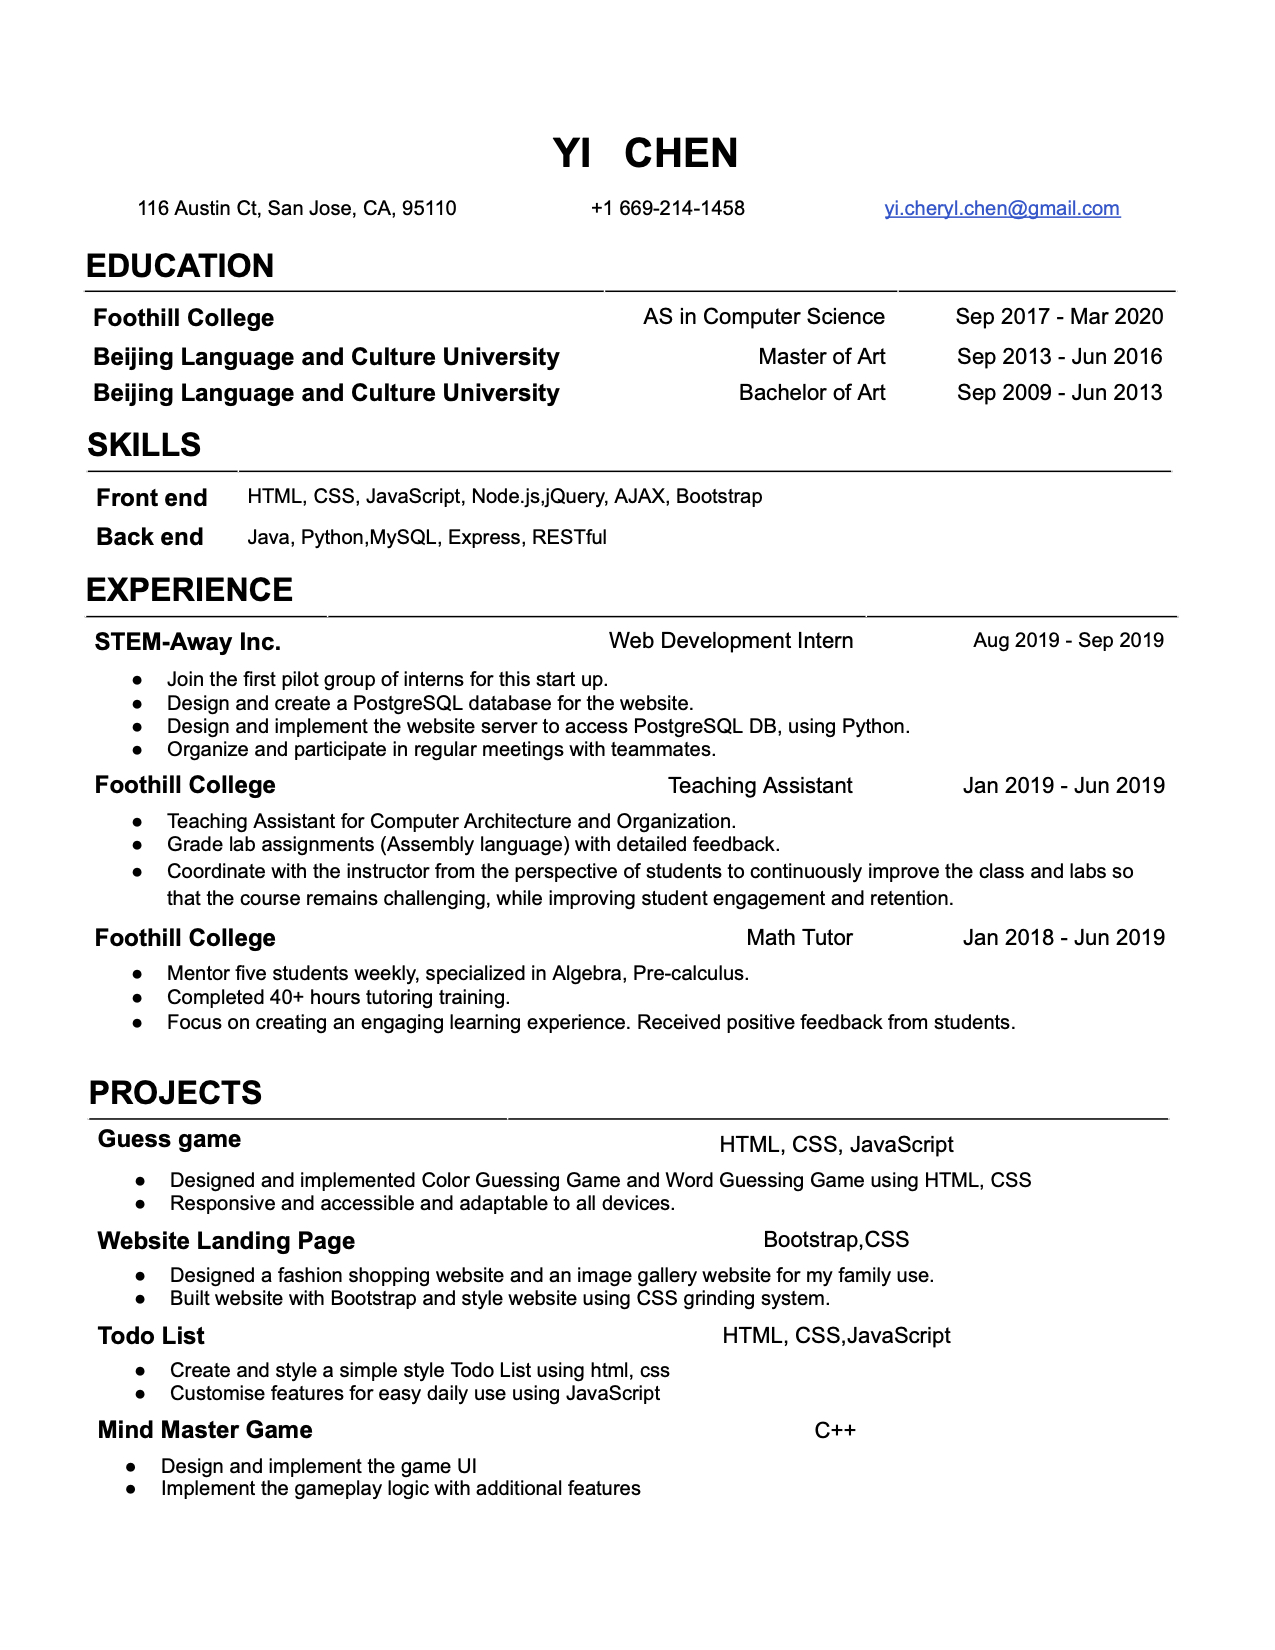 YI CHEN
116 Austin Ct, San Jose, CA, 95110 +1 669-214-1458 yi.cheryl.chen@gmail.com
EDUCATION
Foothill College AS in Computer Science Sep 2017 - Mar 2020
Beijing Language and Culture University Master of Art Sep 2013 - Jun 2016
Beijing Language and Culture University Bachelor of Art Sep 2009 - Jun 2013
SKILLS
Front end HTML, CSS, JavaScript, Node.js,jQuery, AJAX, Bootstrap
Back end Java, Python,MySQL, Express, RESTful
EXPERIENCE
STEM-Away Inc. Web Development Intern Aug 2019 - Sep 2019
● Join the first pilot group of interns for this start up.
● Design and create a PostgreSQL database for the website.
● Design and implement the website server to access PostgreSQL DB, using Python.
● Organize and participate in regular meetings with teammates.
Foothill College Teaching Assistant Jan 2019 - Jun 2019
● Teaching Assistant for Computer Architecture and Organization.
● Grade lab assignments (Assembly language) with detailed feedback.
● Coordinate with the instructor from the perspective of students to continuously improve the class and labs so
that the course remains challenging, while improving student engagement and retention.
Foothill College Math Tutor Jan 2018 - Jun 2019
● Mentor five students weekly, specialized in Algebra, Pre-calculus.
● Completed 40+ hours tutoring training.
● Focus on creating an engaging learning experience. Received positive feedback from students.
PROJECTS
Guess game HTML, CSS, JavaScript
● Designed and implemented Color Guessing Game and Word Guessing Game using HTML, CSS
● Responsive and accessible and adaptable to all devices.
Website Landing Page Bootstrap,CSS
● Designed a fashion shopping website and an image gallery website for my family use.
● Built website with Bootstrap and style website using CSS grinding system.
Todo List HTML, CSS,JavaScript
● Create and style a simple style Todo List using html, css
● Customise features for easy daily use using JavaScript
Mind Master Game C++
● Design and implement the game UI
● Implement the gameplay logic with additional features